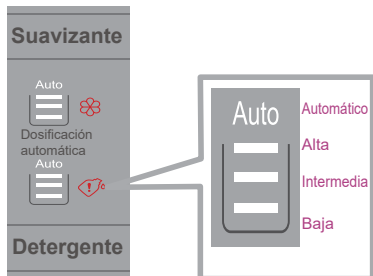 Suavizante
Auto
Dosificación
automática
Auto
Detergente
Auto
Automático
Alta
Intermedia
Baja